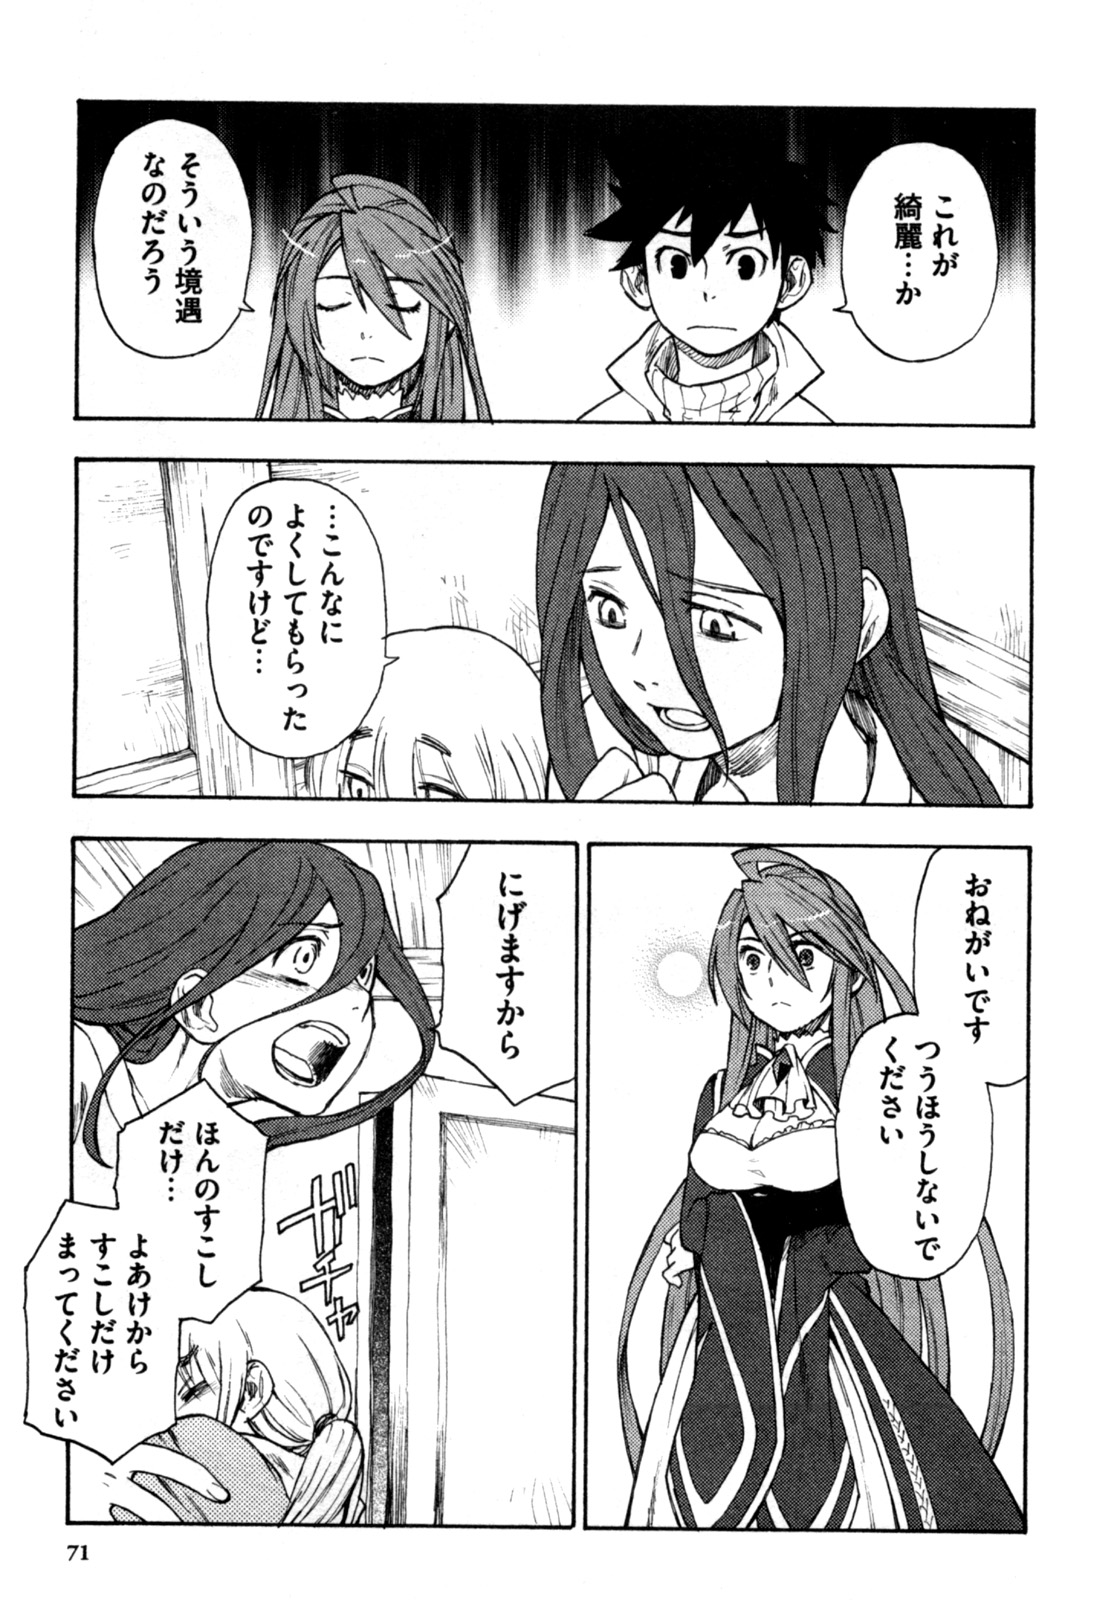 これが
綺麗…か
そういう境遇
なのだろう
…こんなに
よくしてもらった
のですけど…
おねがいです
つうほうしないで
ください
にげますから
ほんのすこし
だけ…
よあけから
すこしだけ
まってください
ガチャ
71